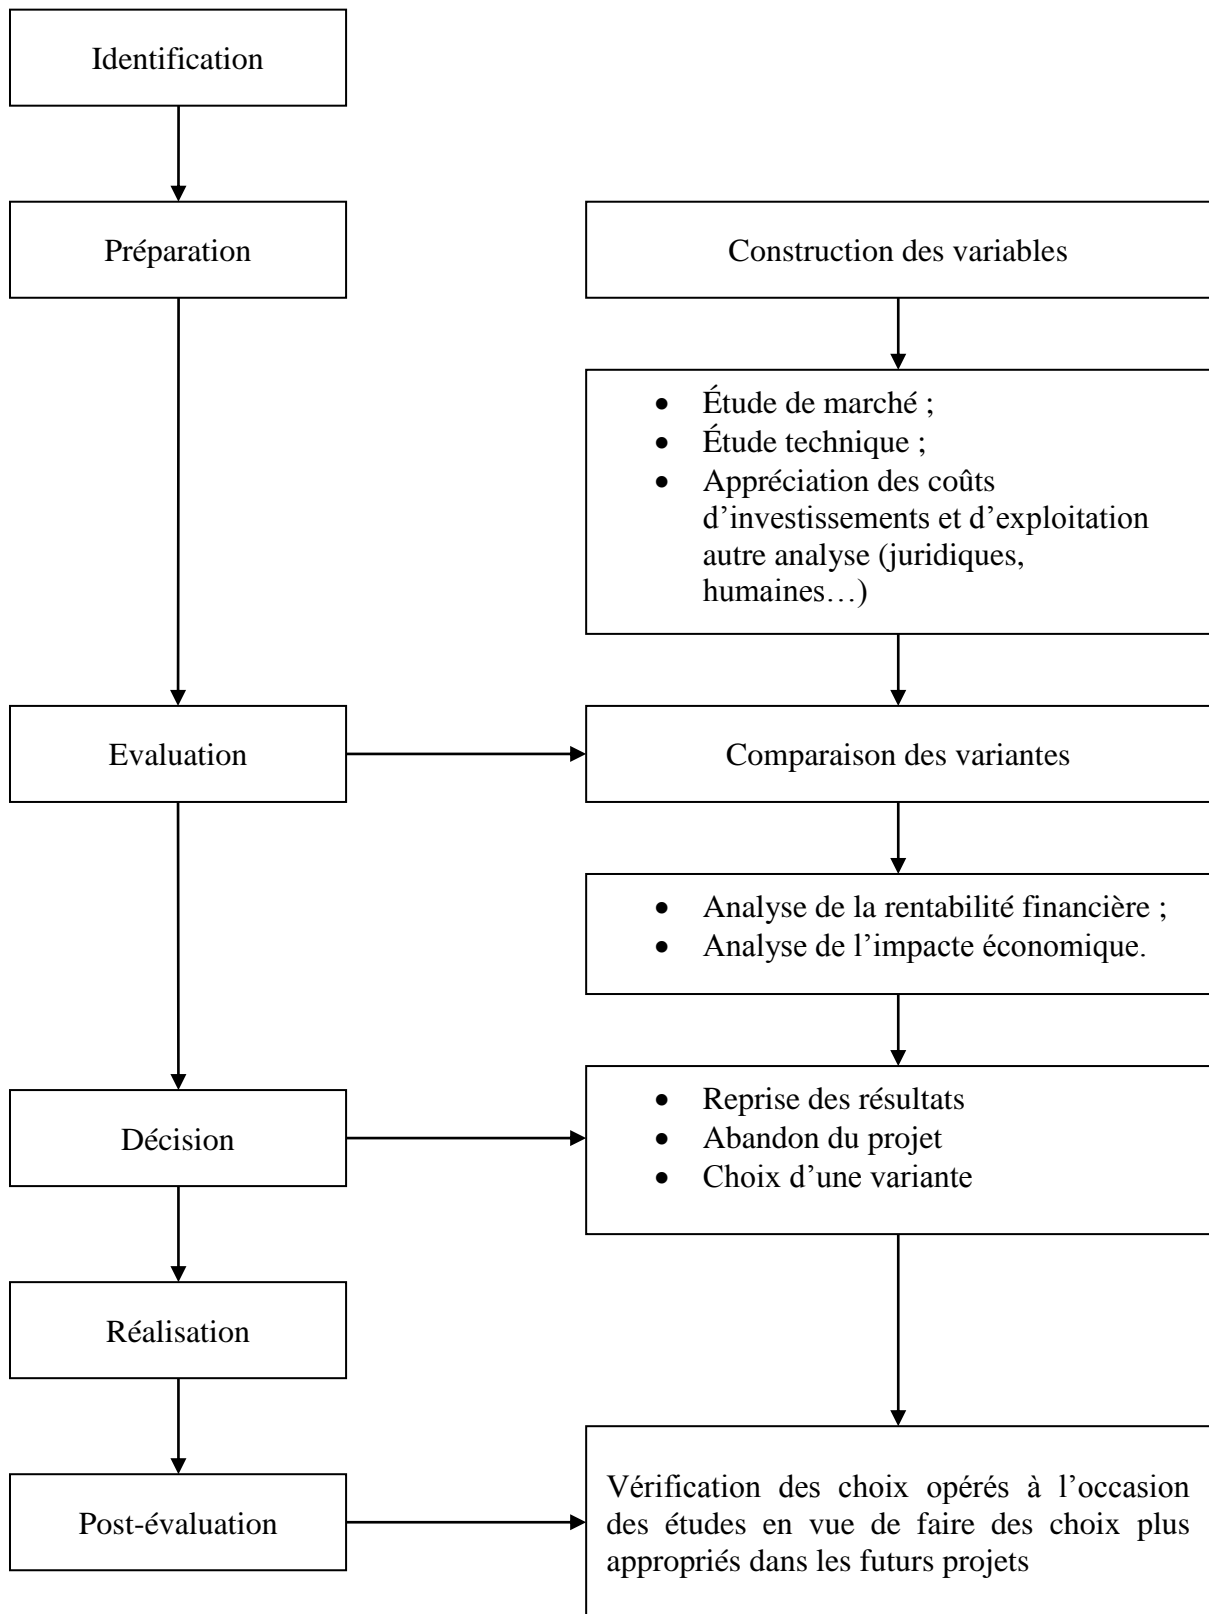 Identification
Préparation
Construction des variables
• Étude de marché ;
• Étude technique ;
• Appréciation des coûts
d’investissements et d’exploitation
autre analyse (juridiques,
humaines…)
Evaluation
Comparaison des variantes
• Analyse de la rentabilité financière ;
• Analyse de l’impacte économique.
Décision
• Reprise des résultats
• Abandon du projet
• Choix d’une variante
Réalisation
Post-évaluation
Vérification des choix opérés à l’occasion
des études en vue de faire des choix plus
appropriés dans les futurs projets